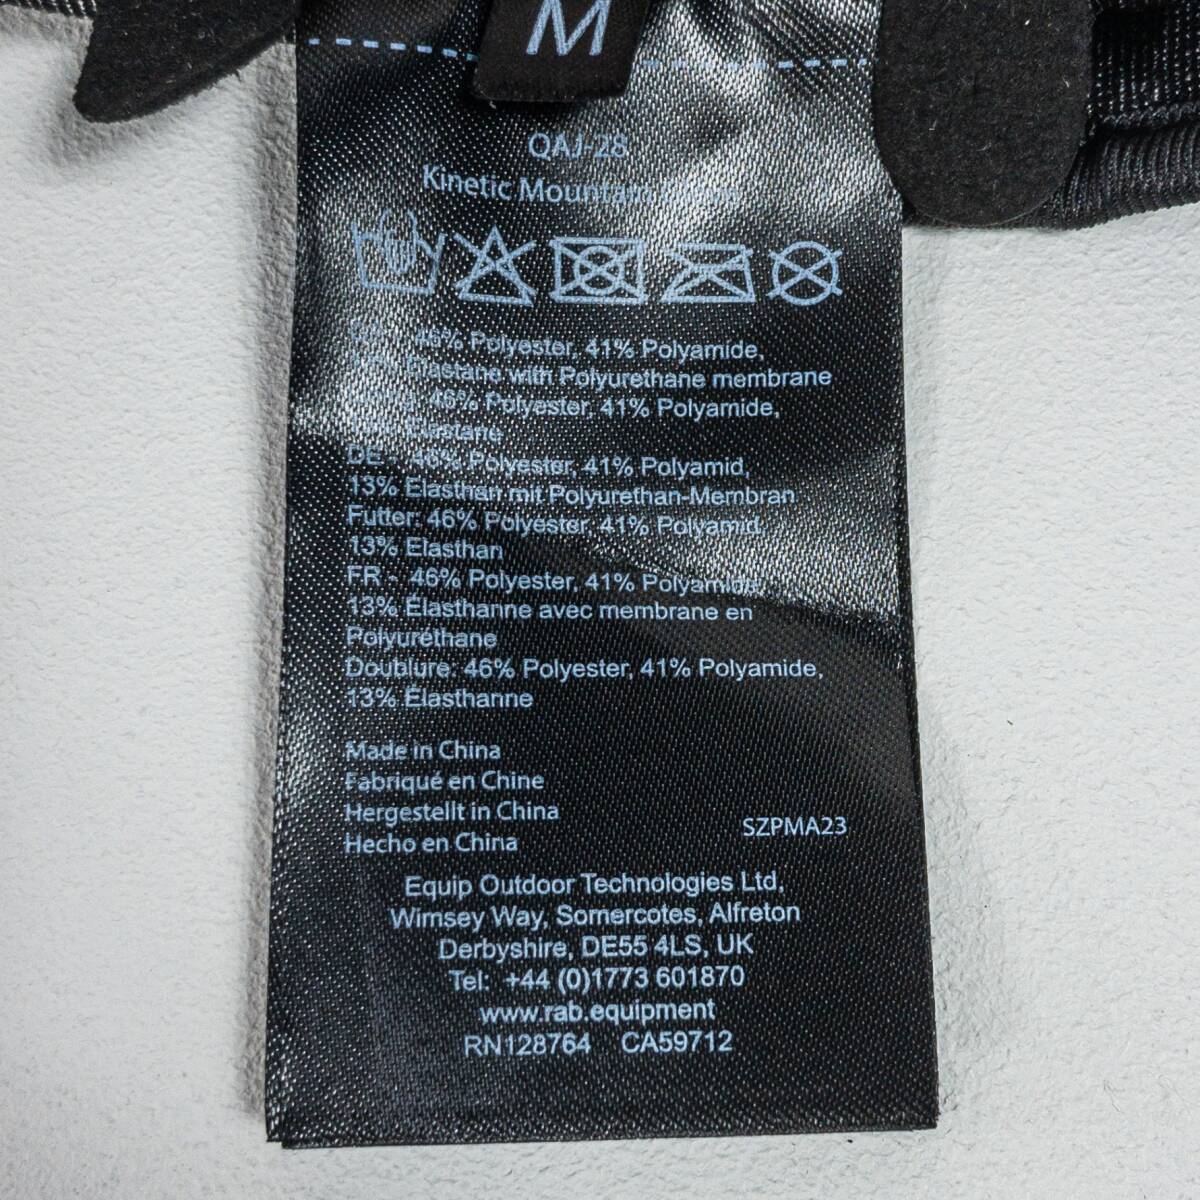 M
QAJ-28
Kinetic Mountain
46% Polyester, 41% Polyamide,
Elastane with Polyurethane membrane
46% Polyester, 41% Polyamide,
Elastane
DE - 46% Polyester, 41% Polyamid,
13% Elasthan mit Polyurethan-Membran
Futter: 46% Polyester, 41% Polyamid,
13% Elasthan
FR - 46% Polyester, 41% Polyamide,
13% Élasthanne avec membrane en
Polyuréthane
Doublure: 46% Polyester, 41% Polyamide,
13% Élasthanne
Made in China
Fabriqué en Chine
Hergestellt in China
Hecho en China
SZPMA23
Equip Outdoor Technologies Ltd,
Wimsey Way, Somercotes, Alfreton
Derbyshire, DE55 4LS, UK
Tel: +44 (0)1773 601870
www.rab.equipment
RN128764 CA59712